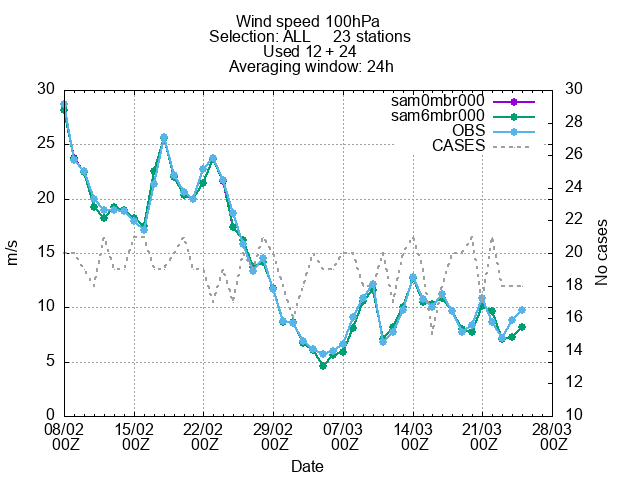 Wind speed 100hPa
Selection: ALL 23 stations
Used 12 + 24
Averaging window: 24h
sam0mbr000
sam6mbr000
OBS
CASES
30
25
20
15
10
5
0
m/s
30
28
26
24
22
20
18
16
14
12
10
No cases
08/02 15/02 22/02 29/02 07/03 14/03 21/03 28/03
00Z 00Z 00Z 00Z 00Z 00Z 00Z 00Z
Date